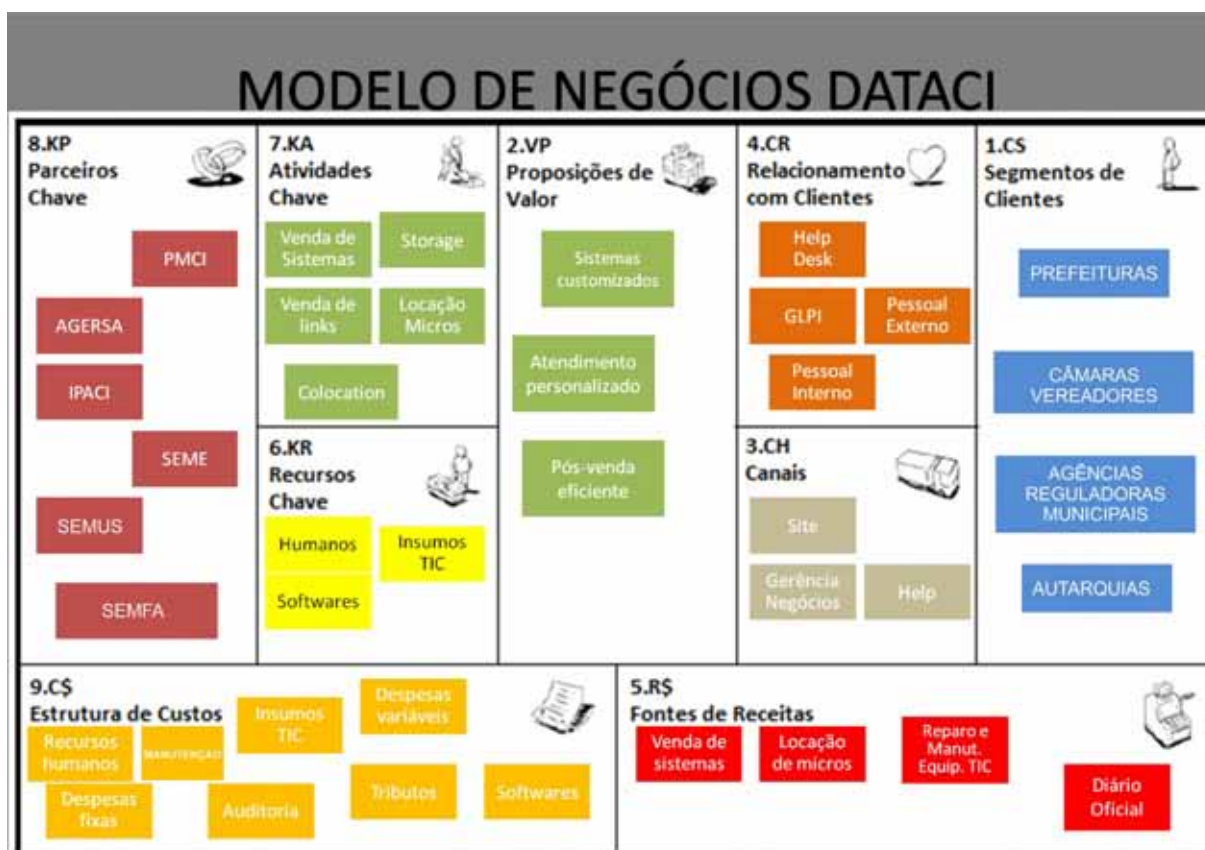 MODELO DE NEGÓCIOS DATACI
8.KP
Parceiros
Chave
PMCI
AGERSA
IPACI
SEME
SEMUS
SEMFA
7.KA
Atividades
Chave
Venda de
Sistemas
Storage
Venda de
links
Locação
Micros
Colocation
6.KR
Recursos
Chave
Humanos
Insumos
TIC
Softwares
2.VP
Proposições de
Valor
Sistemas
customizados
Atendimento
personalizado
Pós-venda
eficiente
4.CR
Relacionamento
com Clientes
Help
Desk
GLPI
Pessoal
Externo
Pessoal
Interno
3.CH
Canais
Site
Gerência
Negócios
Help
1.CS
Segmentos de
Clientes
PREFEITURAS
CÂMARAS
VEREADORES
AGÊNCIAS
REGULADORAS
MUNICIPAIS
AUTARQUIAS
9.C$
Estrutura de Custos
Recursos
humanos
MANUTENÇÃO
Insumos
TIC
Despesas
variáveis
Despesas
fixas
Auditoria
Tributos
Softwares
5.R$
Fontes de Receitas
Venda de
sistemas
Locação
de micros
Reparo e
Manut.
Equip. TIC
Diário
Oficial